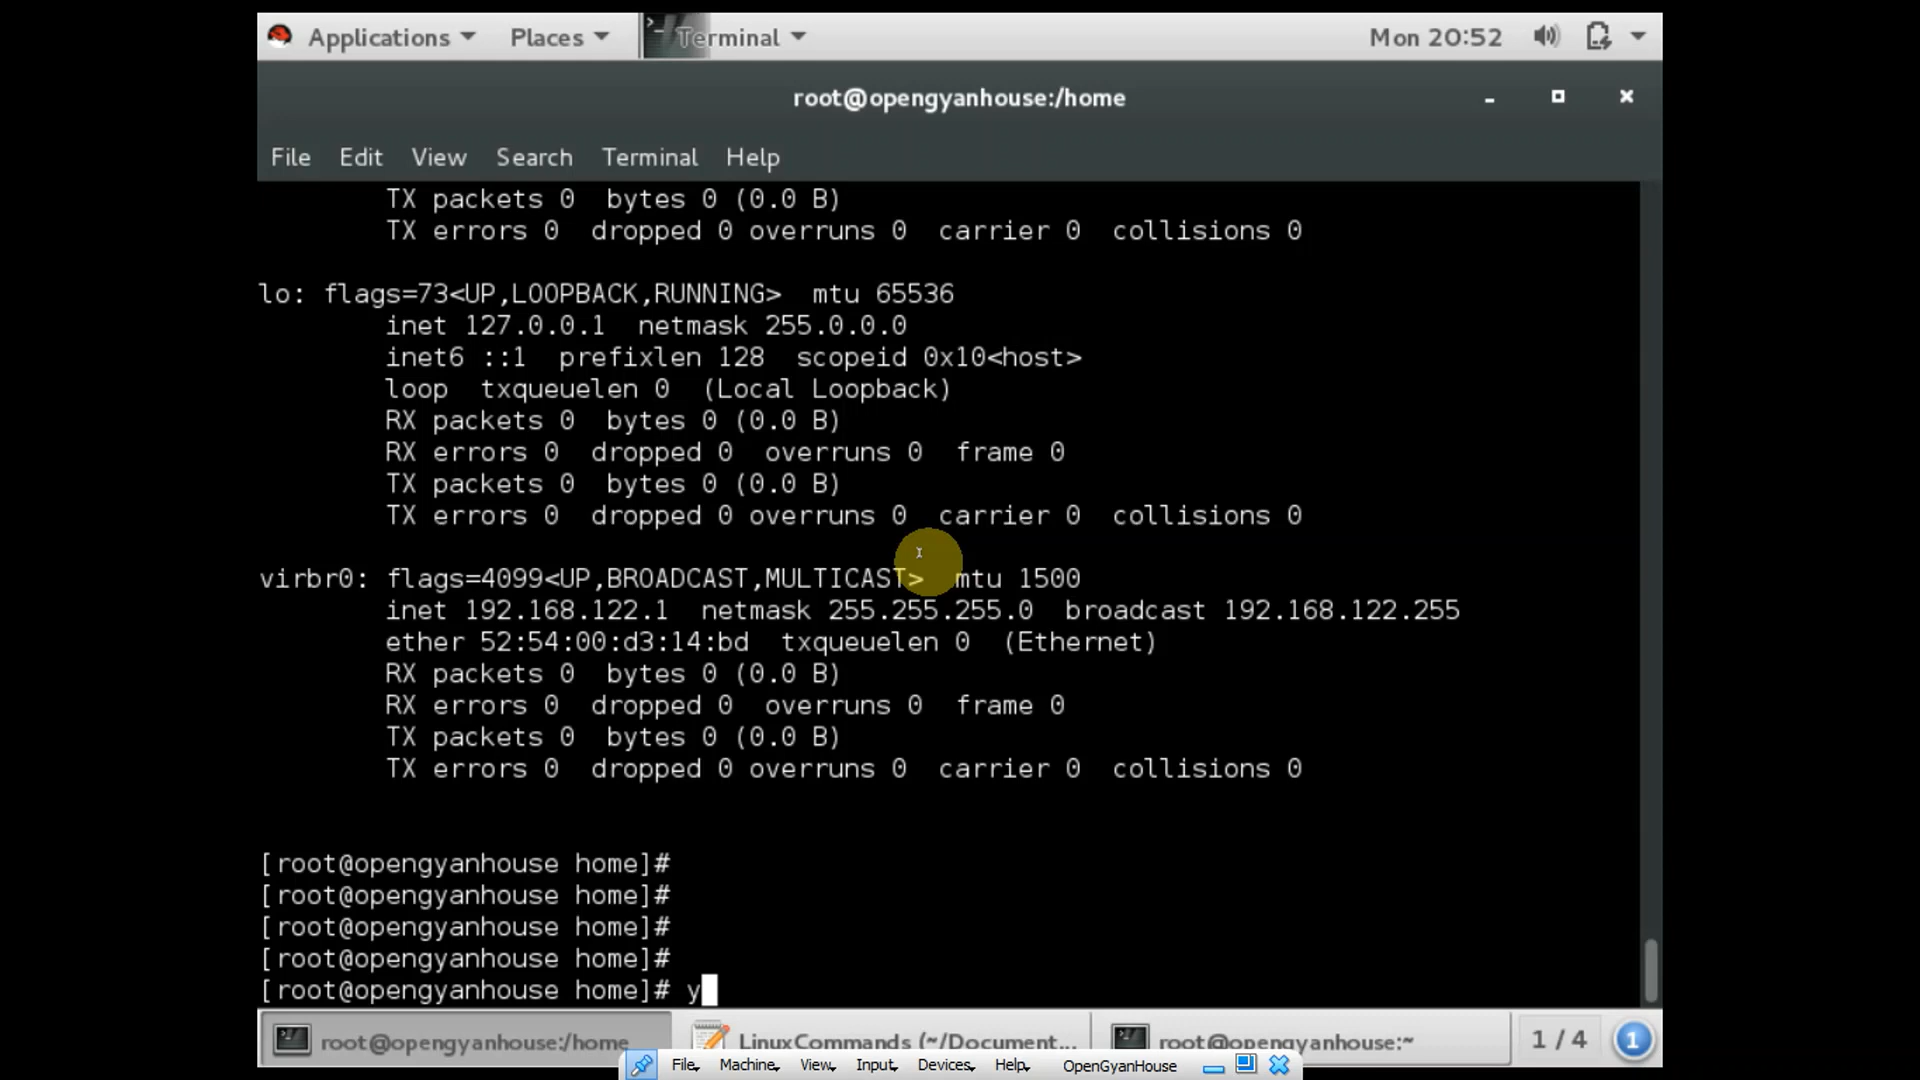 Applications Places Terminal Mon 20:52
root@opengyanhouse:/home
File Edit View Search Terminal Help
TX packets 0  bytes 0 (0.0 B)
TX errors 0  dropped 0 overruns 0  carrier 0  collisions 0
lo: flags=73<UP,LOOPBACK,RUNNING>  mtu 65536
inet 127.0.0.1  netmask 255.0.0.0
inet6 ::1  prefixlen 128  scopeid 0x10<host>
loop  txqueuelen 0  (Local Loopback)
RX packets 0  bytes 0 (0.0 B)
RX errors 0  dropped 0  overruns 0  frame 0
TX packets 0  bytes 0 (0.0 B)
TX errors 0  dropped 0 overruns 0  carrier 0  collisions 0
virbr0: flags=4099<UP,BROADCAST,MULTICAST>  mtu 1500
inet 192.168.122.1  netmask 255.255.255.0  broadcast 192.168.122.255
ether 52:54:00:d3:14:bd  txqueuelen 0  (Ethernet)
RX packets 0  bytes 0 (0.0 B)
RX errors 0  dropped 0  overruns 0  frame 0
TX packets 0  bytes 0 (0.0 B)
TX errors 0  dropped 0 overruns 0  carrier 0  collisions 0
[root@opengyanhouse home]#
[root@opengyanhouse home]#
[root@opengyanhouse home]#
[root@opengyanhouse home]#
[root@opengyanhouse home]# y
root@opengyanhouse:/home LinuxCommands (~/Document... root@opengyanhouse:~ 1 / 4 1
File Machine View Input Devices Help OpenGyanHouse